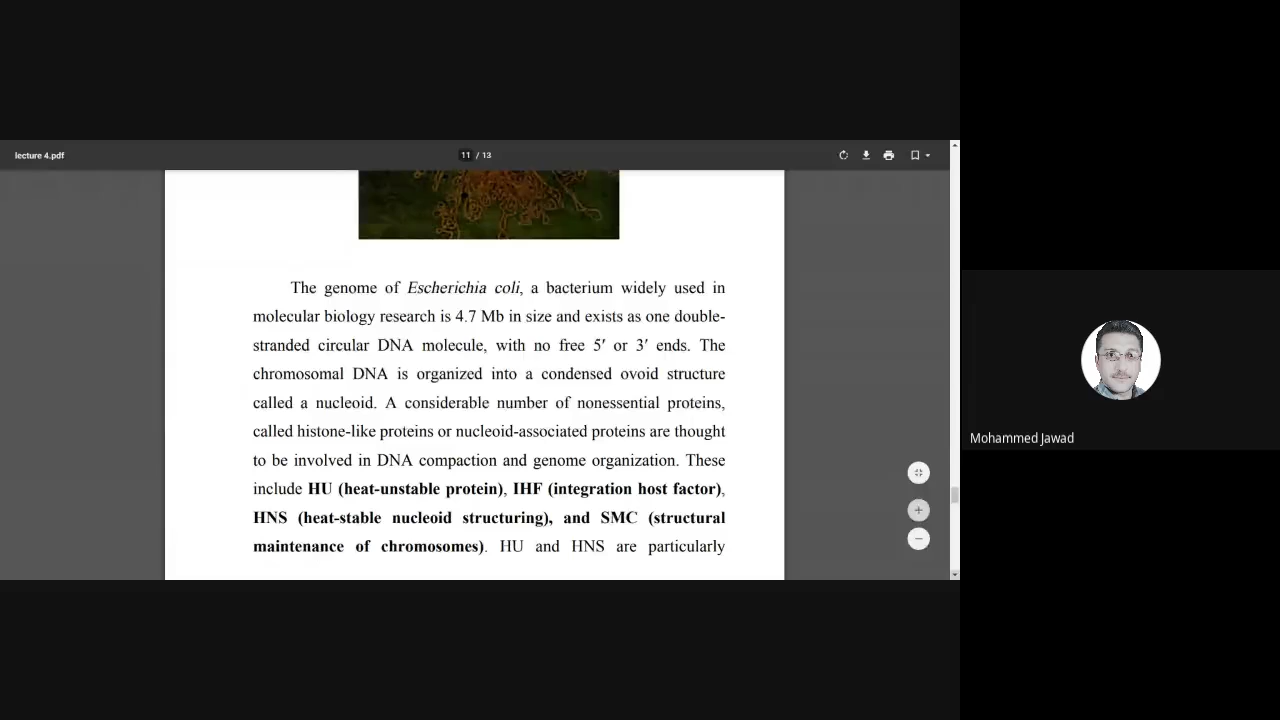 lecture 4.pdf
11 / 13
The genome of Escherichia coli, a bacterium widely used in
molecular biology research is 4.7 Mb in size and exists as one double-
stranded circular DNA molecule, with no free 5′ or 3′ ends. The
chromosomal DNA is organized into a condensed ovoid structure
called a nucleoid. A considerable number of nonessential proteins,
called histone-like proteins or nucleoid-associated proteins are thought
to be involved in DNA compaction and genome organization. These
include HU (heat-unstable protein), IHF (integration host factor),
HNS (heat-stable nucleoid structuring), and SMC (structural
maintenance of chromosomes). HU and HNS are particularly
Mohammed Jawad